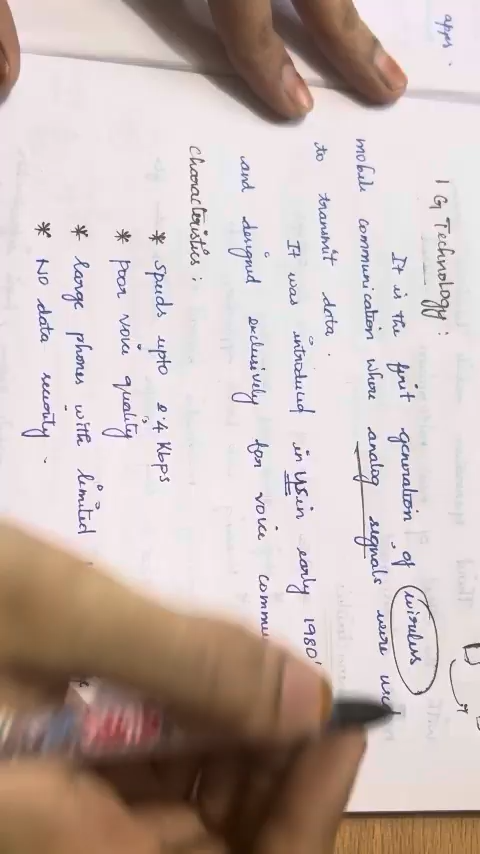 apps.
1G Technology:
It is the first generation of wireless
mobile communication where analog signals were used
to transmit data.
It was introduced in US in early 1980'
and designed exclusively for voice
characteristics:
* Speeds upto 2.4 Kbps
* Poor voice quality
* Large phones with limited
* No data security.